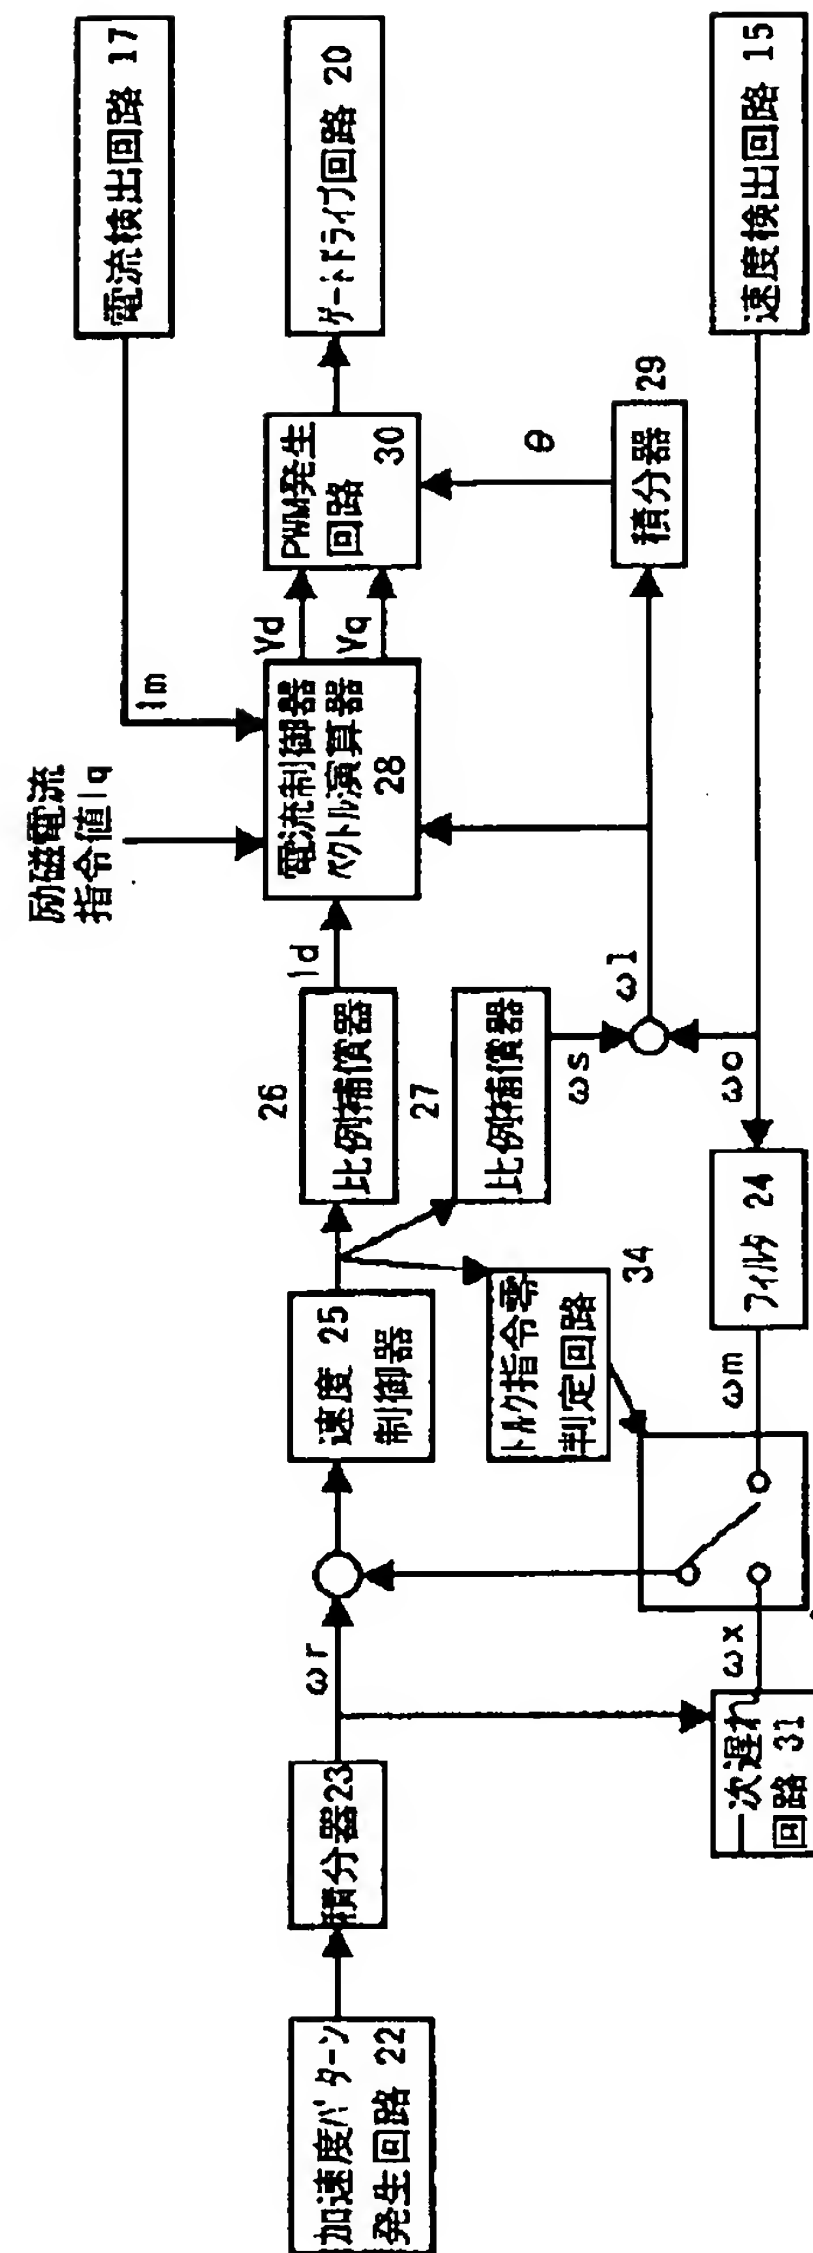 電流検出回路 17
励磁電流
指令値Iq
Im
加速度パターン
発生回路 22
積分器23
ωr
速度 25
制御器
26
比例補償器
Id
電流制御器
ベクトル演算器
28
Vd
Vq
PWM発生
回路
30
ゲートドライブ回路 20
27
比例補償器
ωs
トルク指令零
判定回路
34
ω1
θ
積分器
29
一次遅れ
回路 31
ωx
ωm
フィルタ 24
ωo
速度検出回路 15